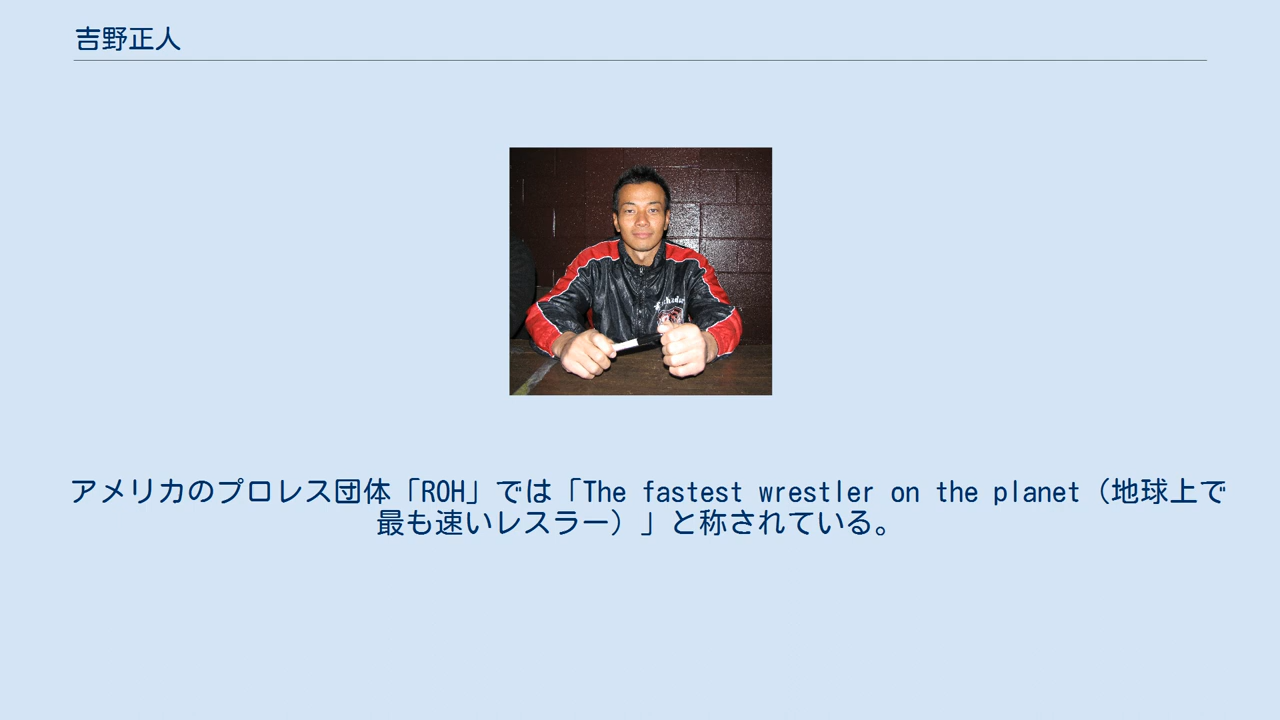 吉野正人
アメリカのプロレス団体「ROH」では「The fastest wrestler on the planet（地球上で
最も速いレスラー）」と称されている。